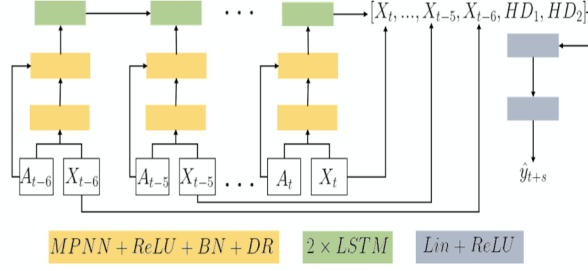 ... [X_t, ..., X_{t-5}, X_{t-6}, HD_1, HD_2]
A_{t-6} X_{t-6} A_{t-5} X_{t-5} ... A_t X_t
ŷ_{t+s}
MPNN + ReLU + BN + DR 2 × LSTM Lin + ReLU